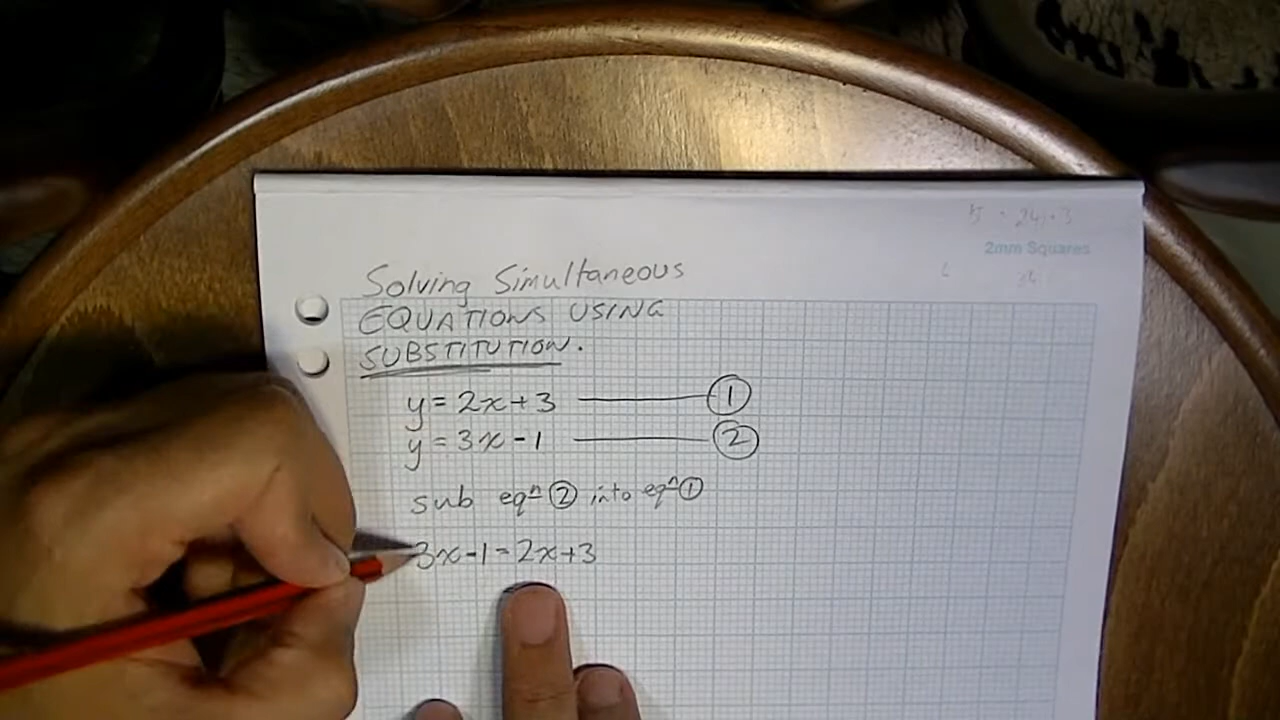 2mm Squares
Solving Simultaneous
EQUATIONS USING
SUBSTITUTION.
y = 2x + 3 ——— ①
y = 3x - 1 ——— ②
sub eqⁿ ② into eqⁿ ①
3x - 1 = 2x + 3